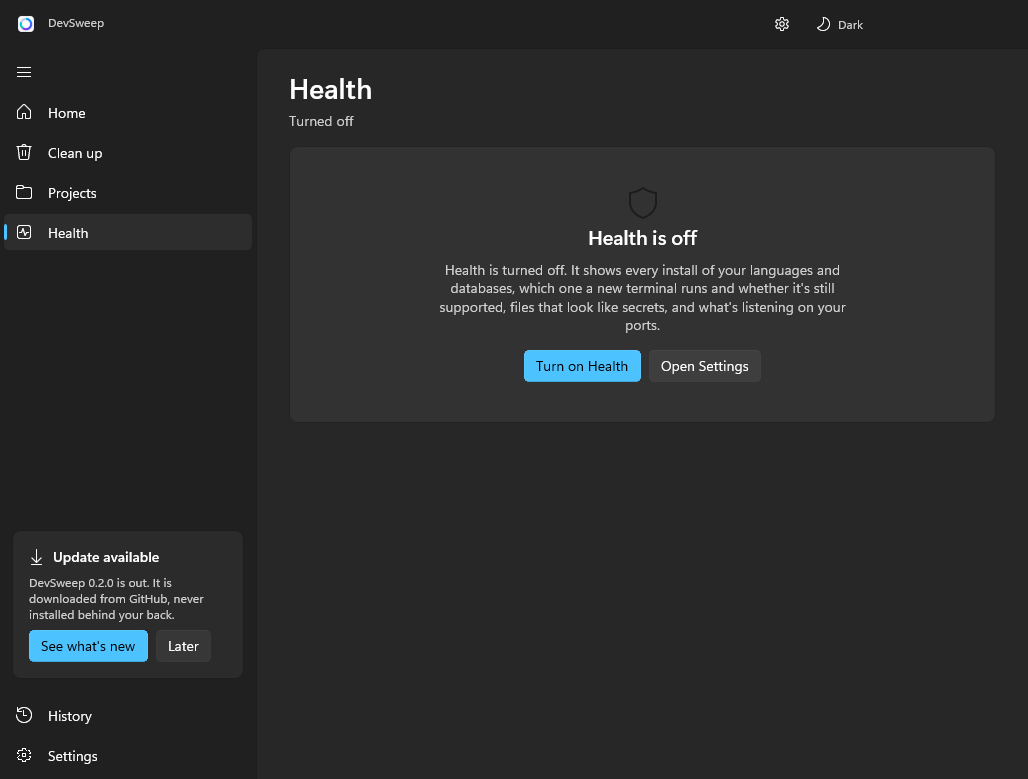 DevSweep
Dark
Home
Clean up
Projects
Health
Health
Turned off
Health is off
Health is turned off. It shows every install of your languages and
databases, which one a new terminal runs and whether it's still
supported, files that look like secrets, and what's listening on your
ports.
Turn on Health
Open Settings
Update available
DevSweep 0.2.0 is out. It is
downloaded from GitHub, never
installed behind your back.
See what's new
Later
History
Settings